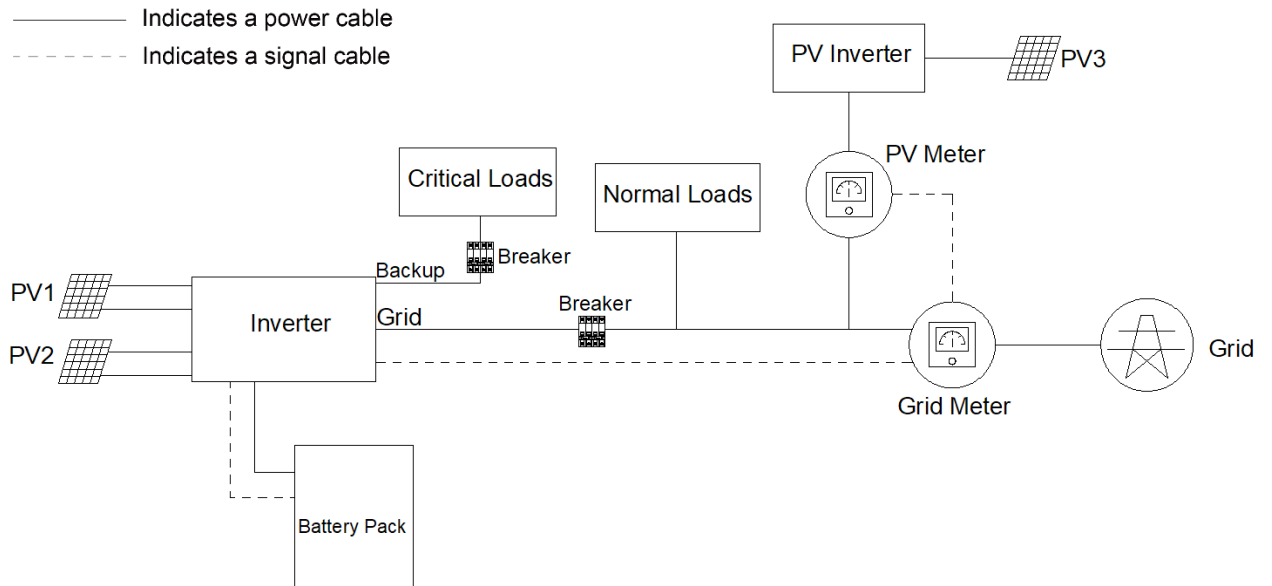 Indicates a power cable
Indicates a signal cable
PV Inverter
PV3
PV Meter
Critical Loads
Normal Loads
Breaker
Backup
PV1
Inverter
Grid
Breaker
PV2
Grid
Grid Meter
Battery Pack